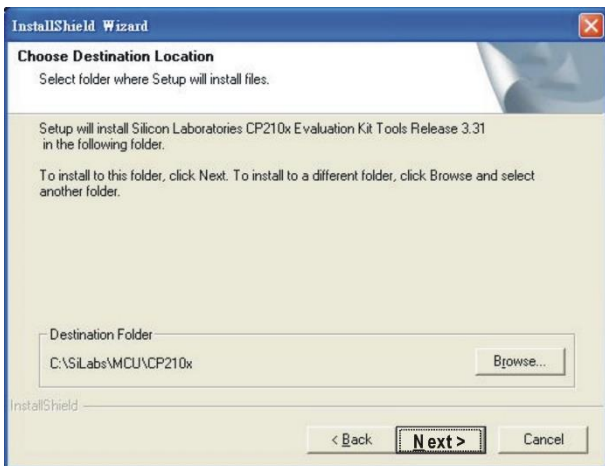 InstallShield Wizard
Choose Destination Location
Select folder where Setup will install files.
Setup will install Silicon Laboratories CP210x Evaluation Kit Tools Release 3.31
in the following folder.
To install to this folder, click Next. To install to a different folder, click Browse and select
another folder.
Destination Folder
C:\SiLabs\MCU\CP210x
Browse...
InstallShield
< Back
Next >
Cancel